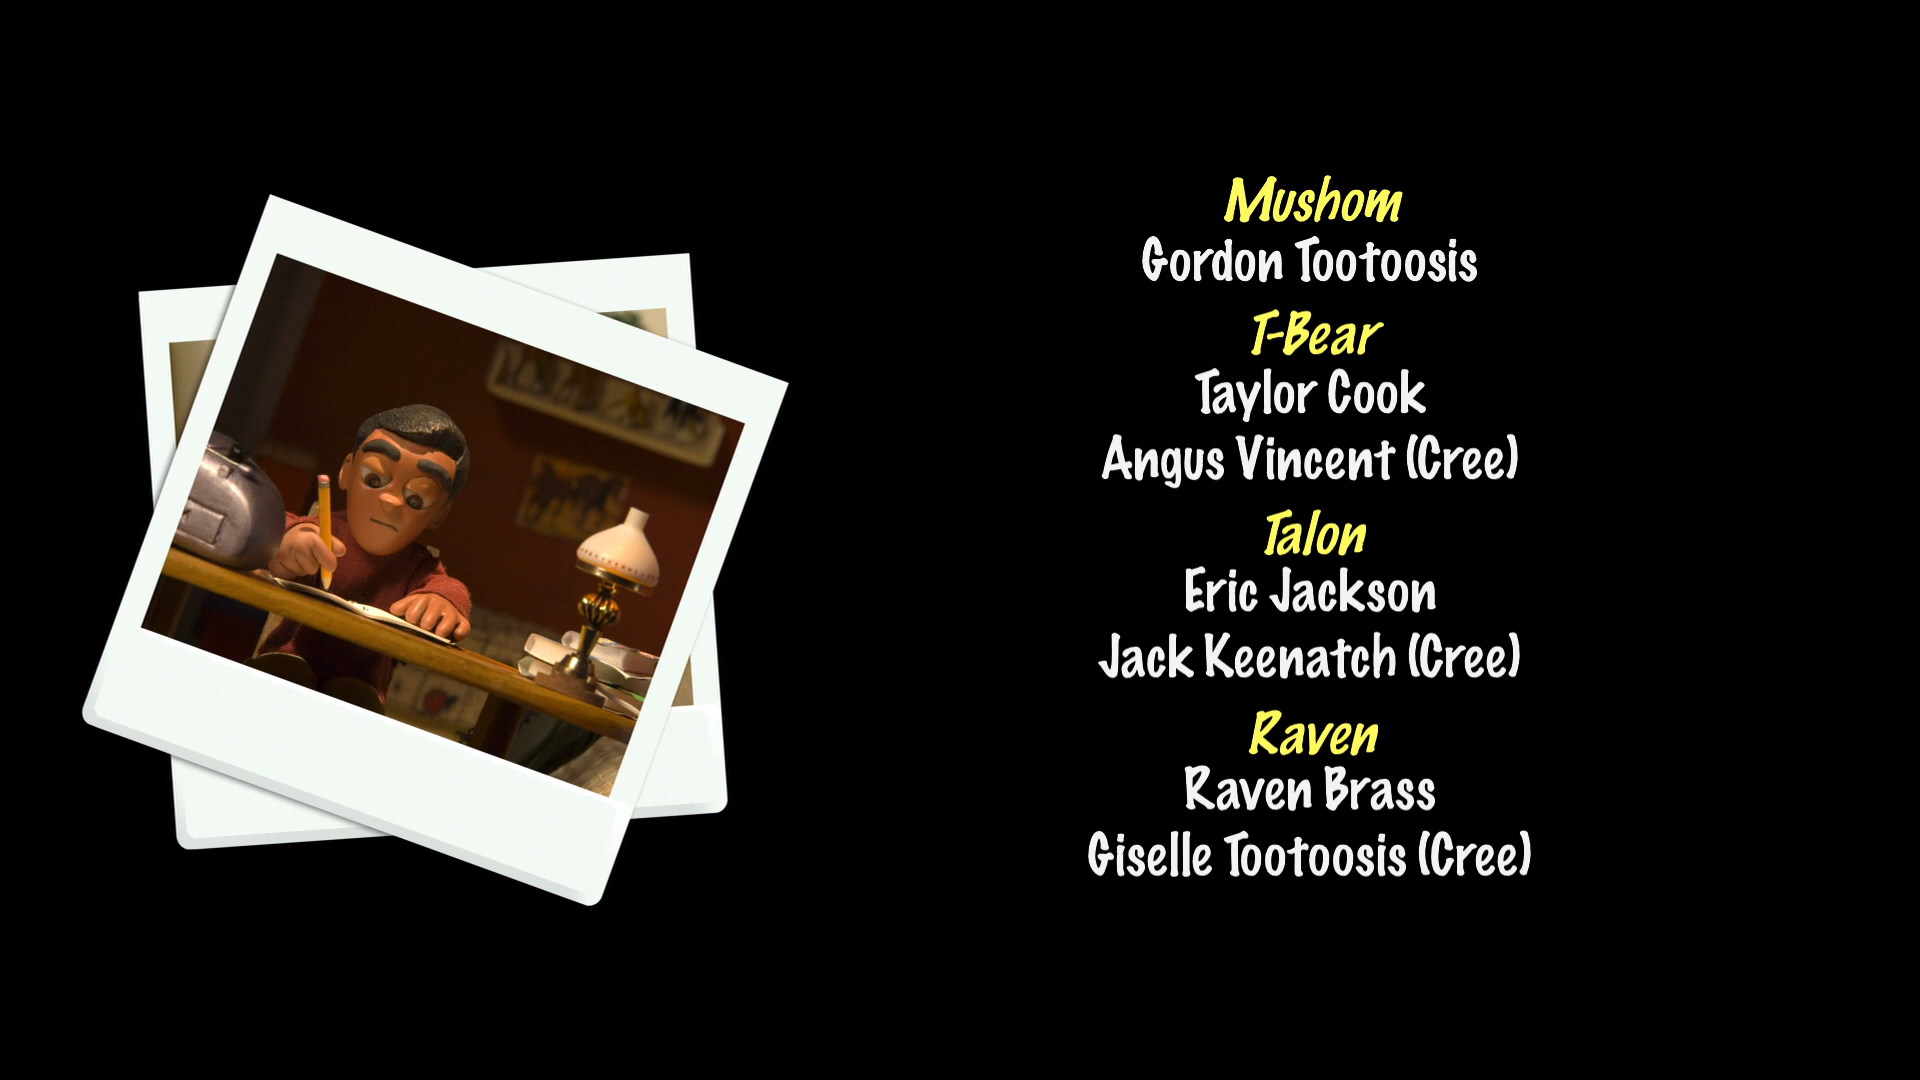 Mushom
Gordon Tootoosis
T-Bear
Taylor Cook
Angus Vincent (Cree)
Talon
Eric Jackson
Jack Keenatch (Cree)
Raven
Raven Brass
Giselle Tootoosis (Cree)